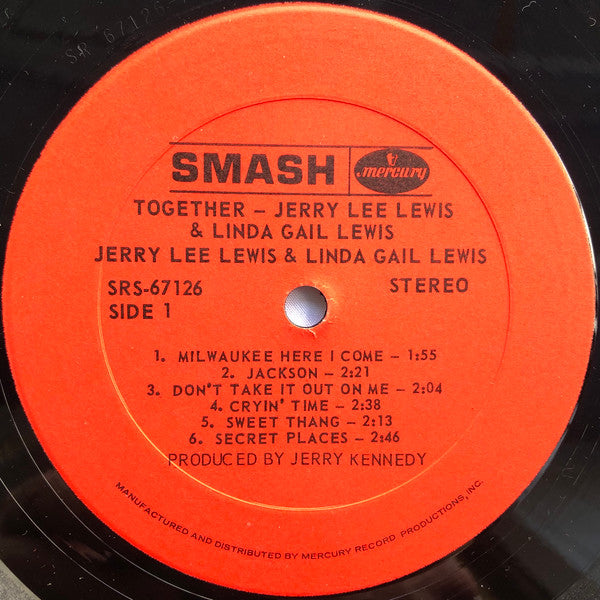 SR 67126
SMASH
mercury
TOGETHER – JERRY LEE LEWIS
& LINDA GAIL LEWIS
JERRY LEE LEWIS & LINDA GAIL LEWIS
SRS-67126 STEREO
SIDE 1
1. MILWAUKEE HERE I COME – 1:55
2. JACKSON – 2:21
3. DON'T TAKE IT OUT ON ME – 2:04
4. CRYIN' TIME – 2:38
5. SWEET THANG – 2:13
6. SECRET PLACES – 2:46
PRODUCED BY JERRY KENNEDY
MANUFACTURED AND DISTRIBUTED BY MERCURY RECORD PRODUCTIONS, INC.